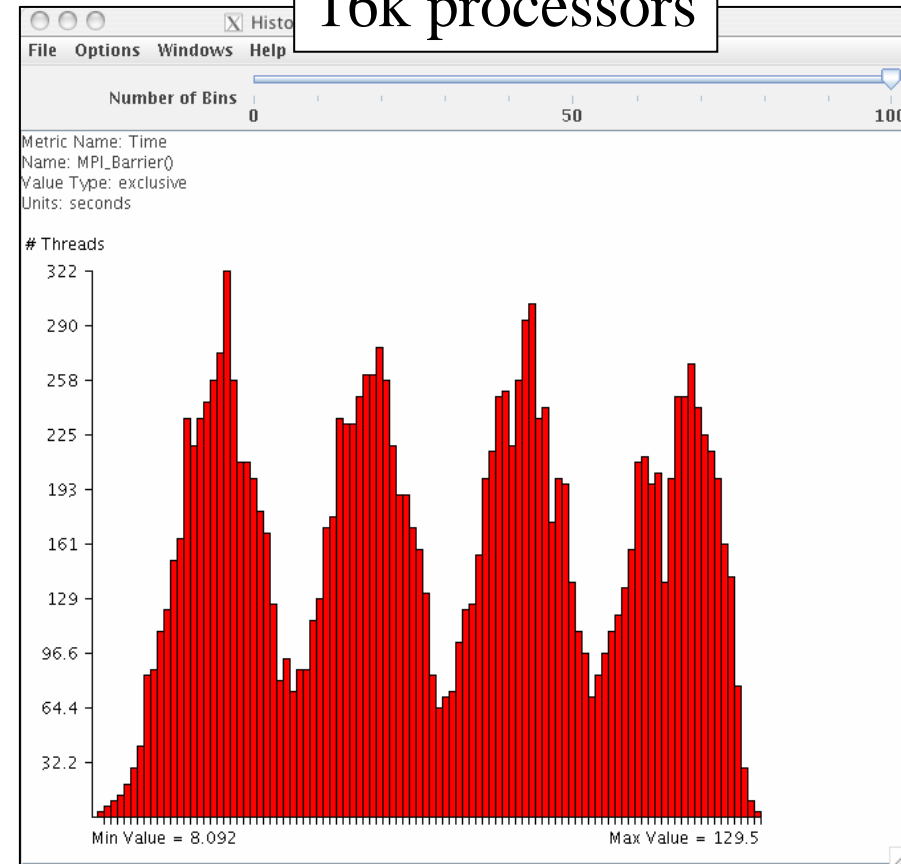 16k processors
X Histo
File Options Windows Help
Number of Bins
0 50 100
Metric Name: Time
Name: MPI_Barrier()
Value Type: exclusive
Units: seconds
# Threads
322
290
258
225
193
161
129
96.6
64.4
32.2
Min Value = 8.092 Max Value = 129.5